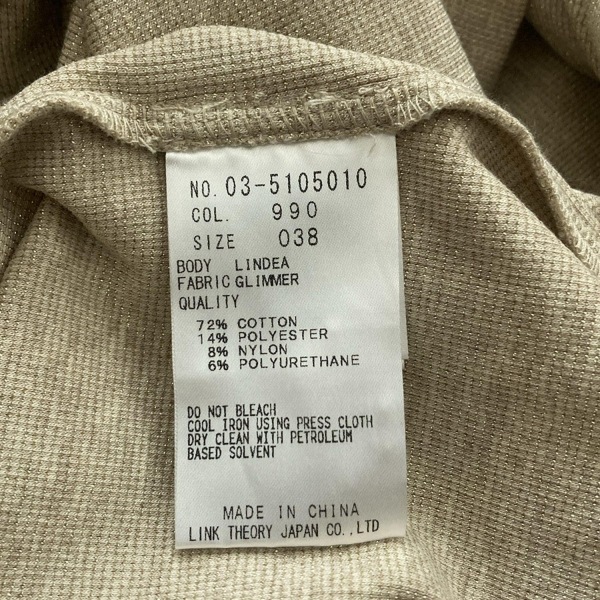 NO. 03-5105010
COL. 990
SIZE 038
BODY LINDEA
FABRIC GLIMMER
QUALITY
72% COTTON
14% POLYESTER
8% NYLON
6% POLYURETHANE
DO NOT BLEACH
COOL IRON USING PRESS CLOTH
DRY CLEAN WITH PETROLEUM
BASED SOLVENT
MADE IN CHINA
LINK THEORY JAPAN CO.,LTD